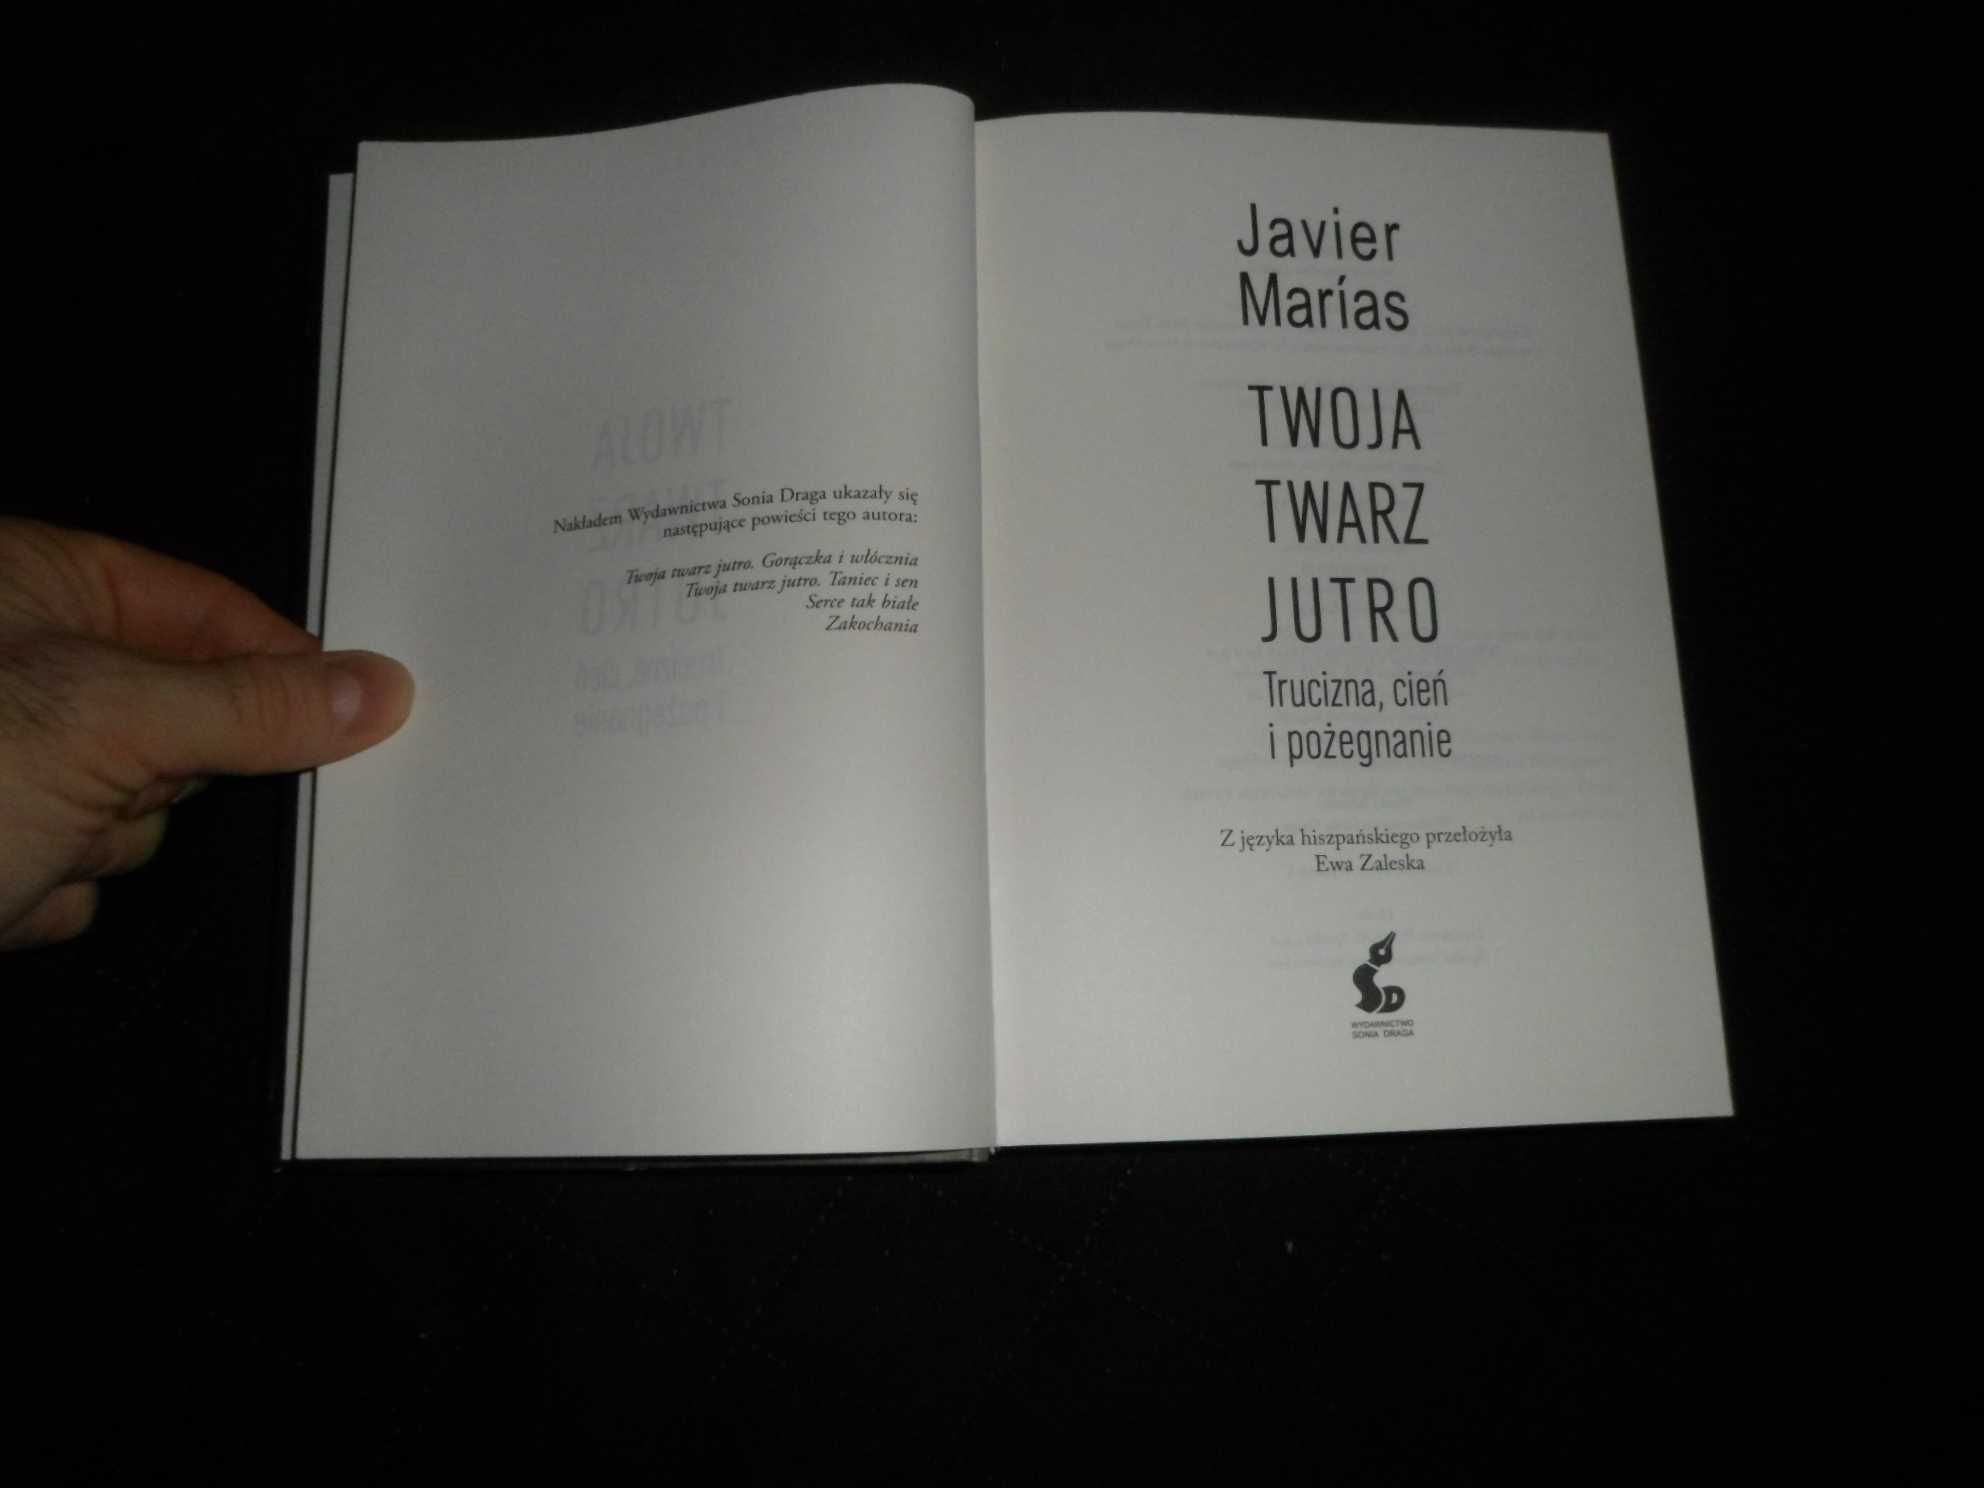 Nakładem Wydawnictwa Sonia Draga ukazały się
następujące powieści tego autora:
Twoja twarz jutro. Gorączka i włócznia
Twoja twarz jutro. Taniec i sen
Serce tak białe
Zakochania
Javier
Marías
TWOJA
TWARZ
JUTRO
Trucizna, cień
i pożegnanie
Z języka hiszpańskiego przełożyła
Ewa Zaleska
SD
WYDAWNICTWO
SONIA DRAGA